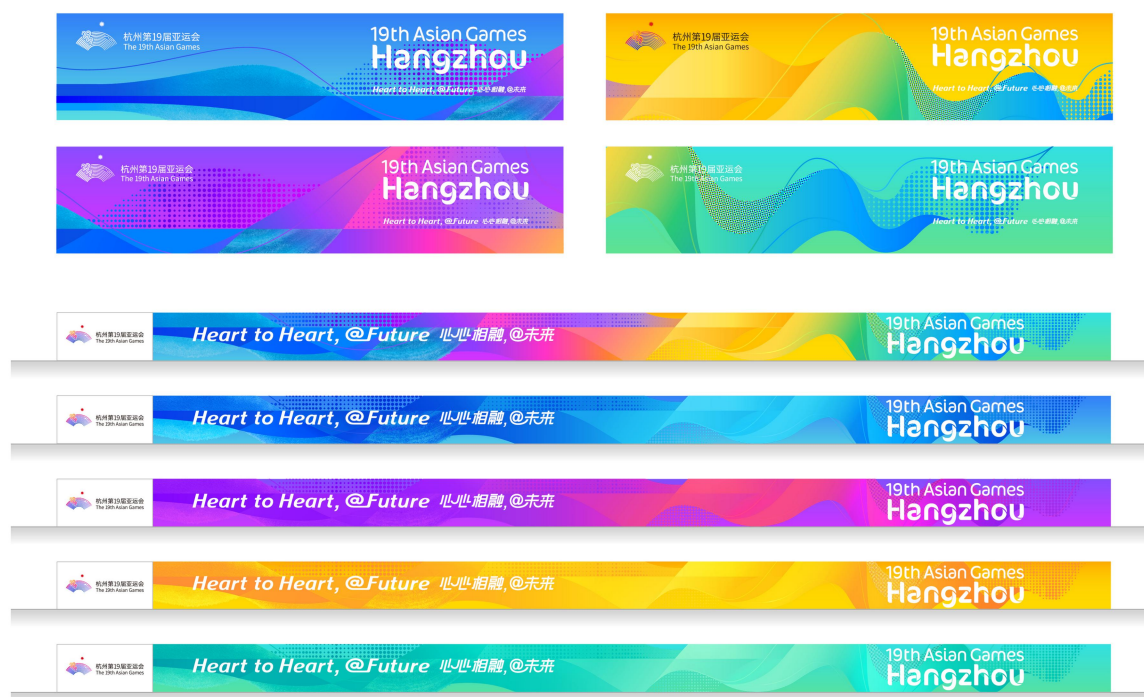 杭州第19届亚运会
The 19th Asian Games
19th Asian Games
Hangzhou
Heart to Heart, @Future 心心相融,@未来
杭州第19届亚运会
The 19th Asian Games
19th Asian Games
Hangzhou
Heart to Heart, @Future 心心相融,@未来
杭州第19届亚运会
The 19th Asian Games
19th Asian Games
Hangzhou
Heart to Heart, @Future 心心相融,@未来
杭州第19届亚运会
The 19th Asian Games
19th Asian Games
Hangzhou
Heart to Heart, @Future 心心相融,@未来
杭州第19届亚运会
The 19th Asian Games
Heart to Heart, @Future 心心相融,@未来
19th Asian Games
Hangzhou
杭州第19届亚运会
The 19th Asian Games
Heart to Heart, @Future 心心相融,@未来
19th Asian Games
Hangzhou
杭州第19届亚运会
The 19th Asian Games
Heart to Heart, @Future 心心相融,@未来
19th Asian Games
Hangzhou
杭州第19届亚运会
The 19th Asian Games
Heart to Heart, @Future 心心相融,@未来
19th Asian Games
Hangzhou
杭州第19届亚运会
The 19th Asian Games
Heart to Heart, @Future 心心相融,@未来
19th Asian Games
Hangzhou